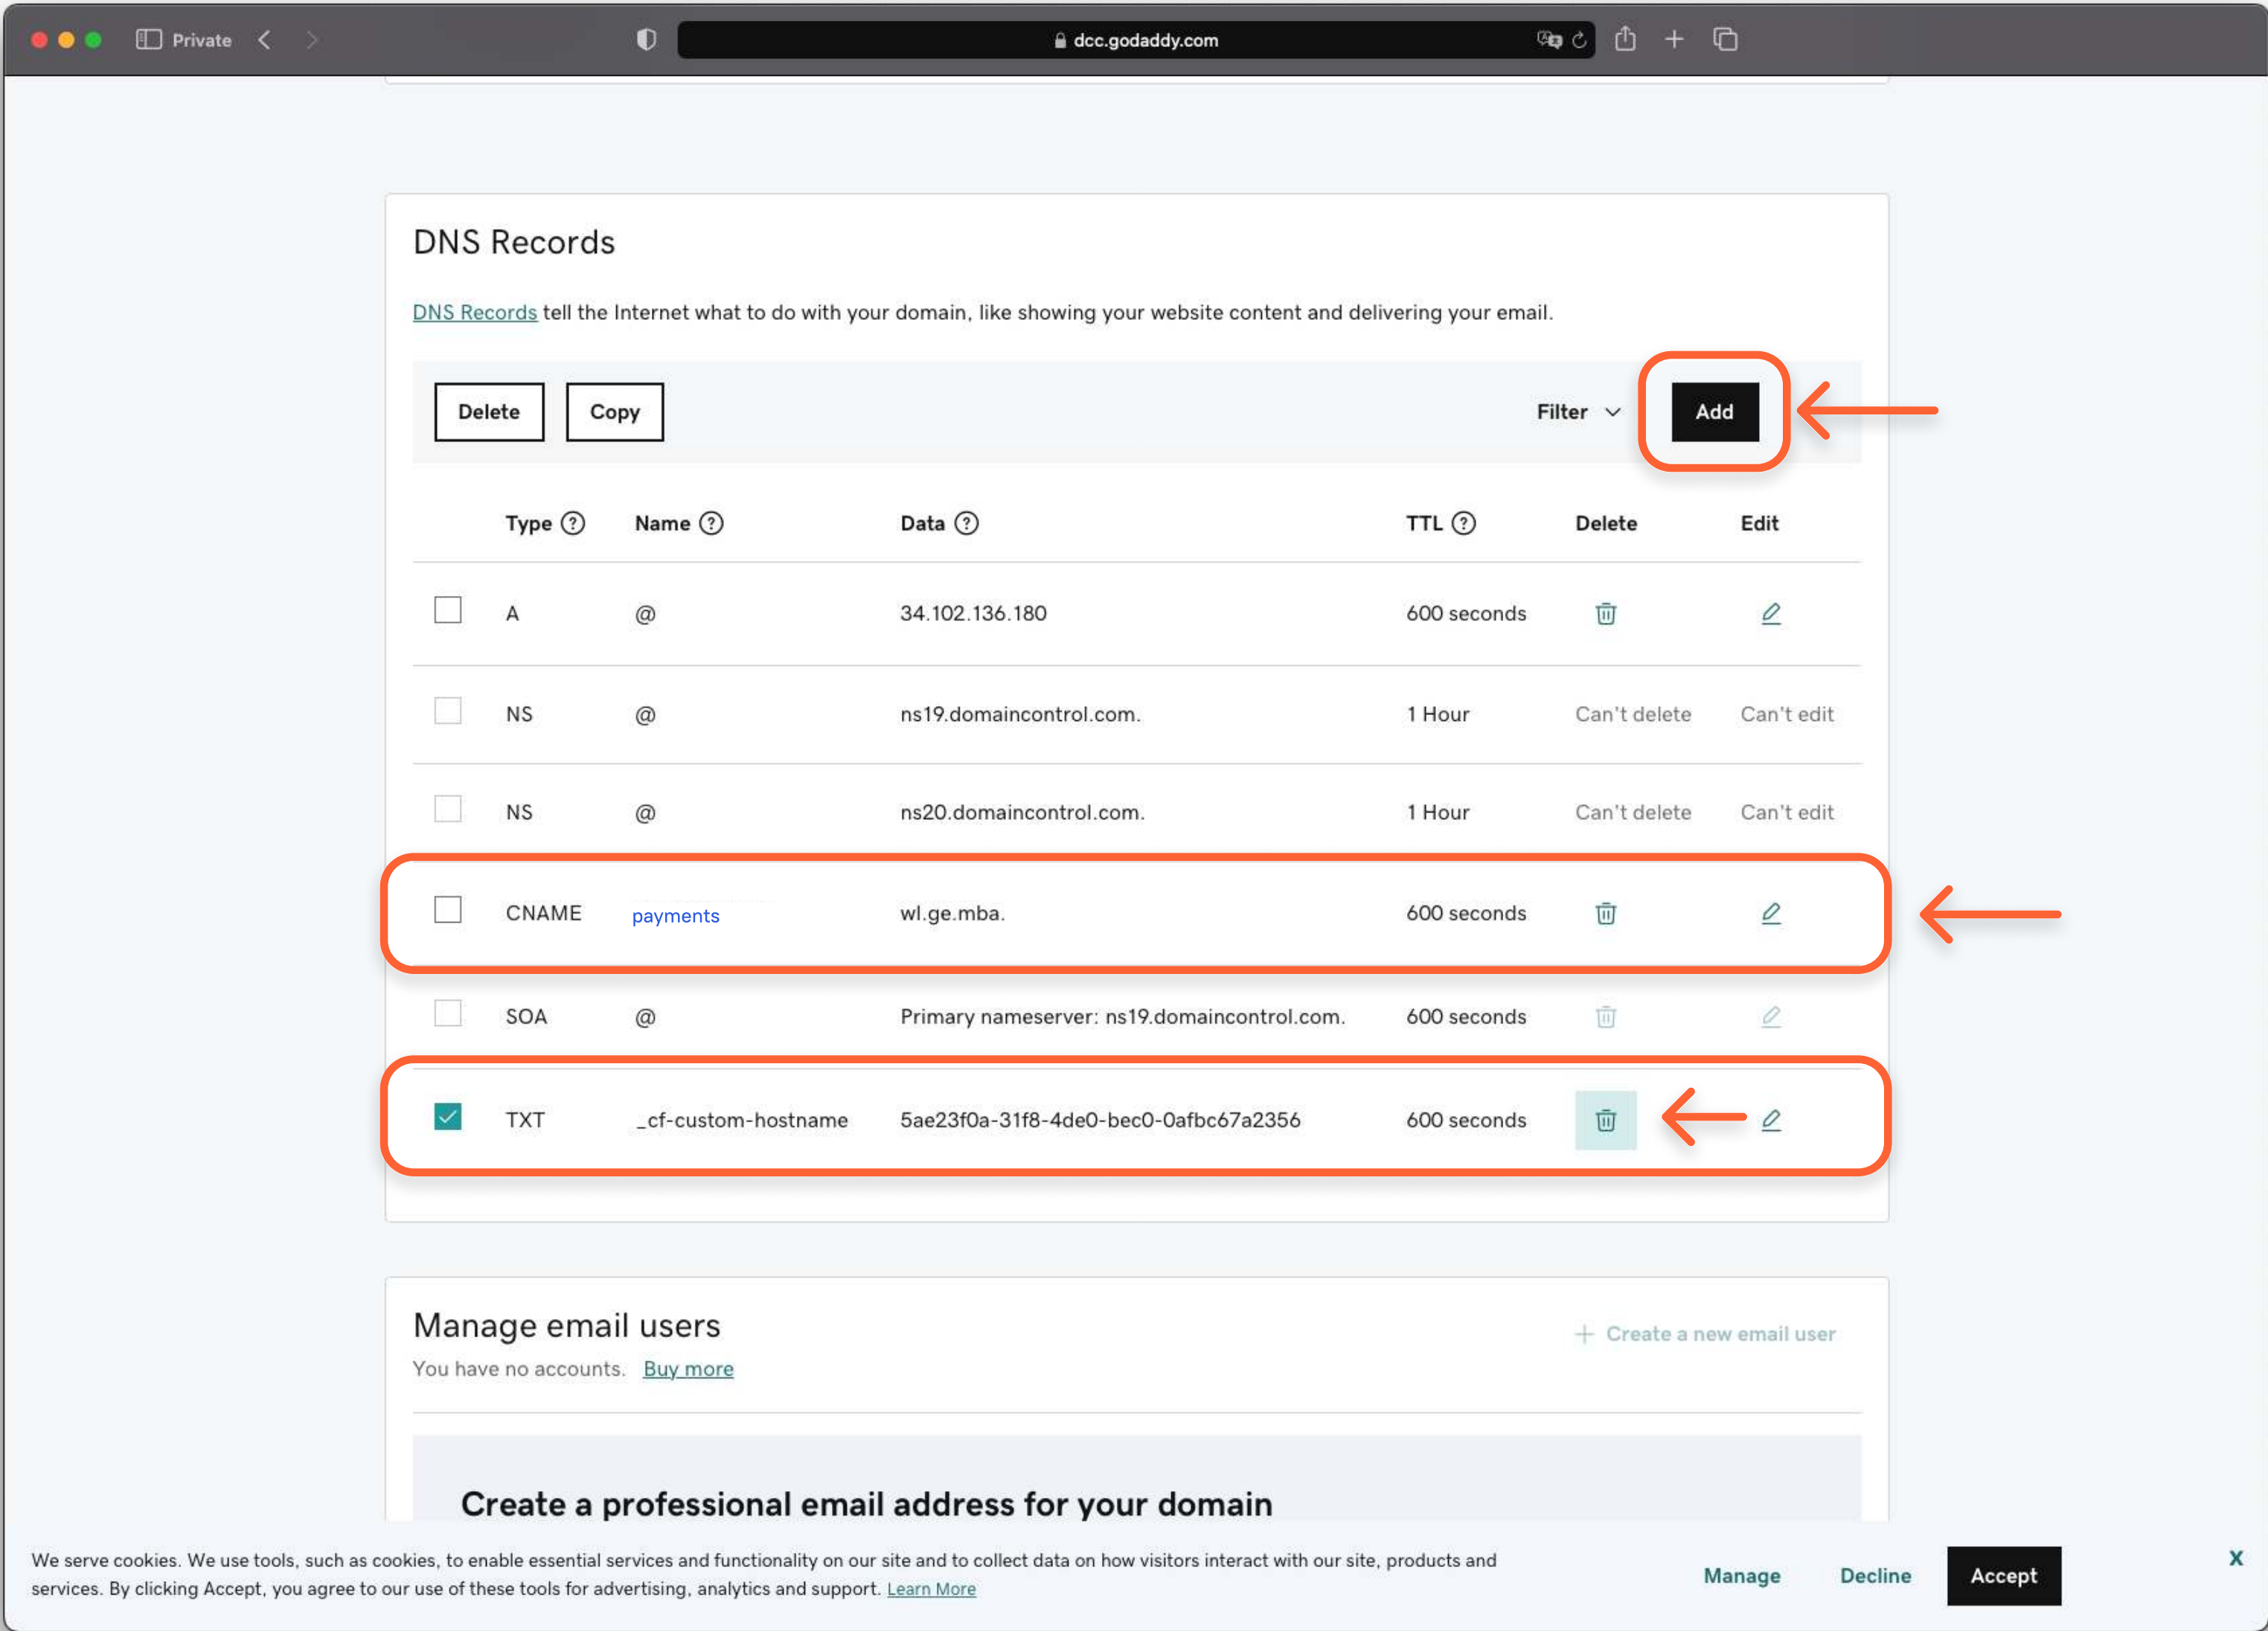 Private
dcc.godaddy.com
DNS Records
DNS Records tell the Internet what to do with your domain, like showing your website content and delivering your email.
Delete Copy Filter Add
Type ? Name ? Data ? TTL ? Delete Edit
A @ 34.102.136.180 600 seconds
NS @ ns19.domaincontrol.com. 1 Hour Can't delete Can't edit
NS @ ns20.domaincontrol.com. 1 Hour Can't delete Can't edit
CNAME payments wl.ge.mba. 600 seconds
SOA @ Primary nameserver: ns19.domaincontrol.com. 600 seconds
TXT _cf-custom-hostname 5ae23f0a-31f8-4de0-bec0-0afbc67a2356 600 seconds
Manage email users
+ Create a new email user
You have no accounts. Buy more
Create a professional email address for your domain
We serve cookies. We use tools, such as cookies, to enable essential services and functionality on our site and to collect data on how visitors interact with our site, products and
services. By clicking Accept, you agree to our use of these tools for advertising, analytics and support. Learn More
Manage Decline Accept
X